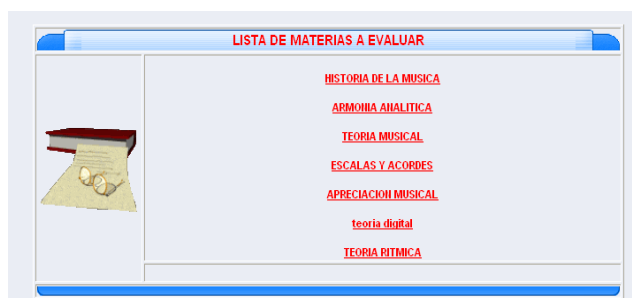 LISTA DE MATERIAS A EVALUAR
HISTORIA DE LA MUSICA
ARMONIA ANALITICA
TEORIA MUSICAL
ESCALAS Y ACORDES
APRECIACION MUSICAL
teoria digital
TEORIA RITMICA